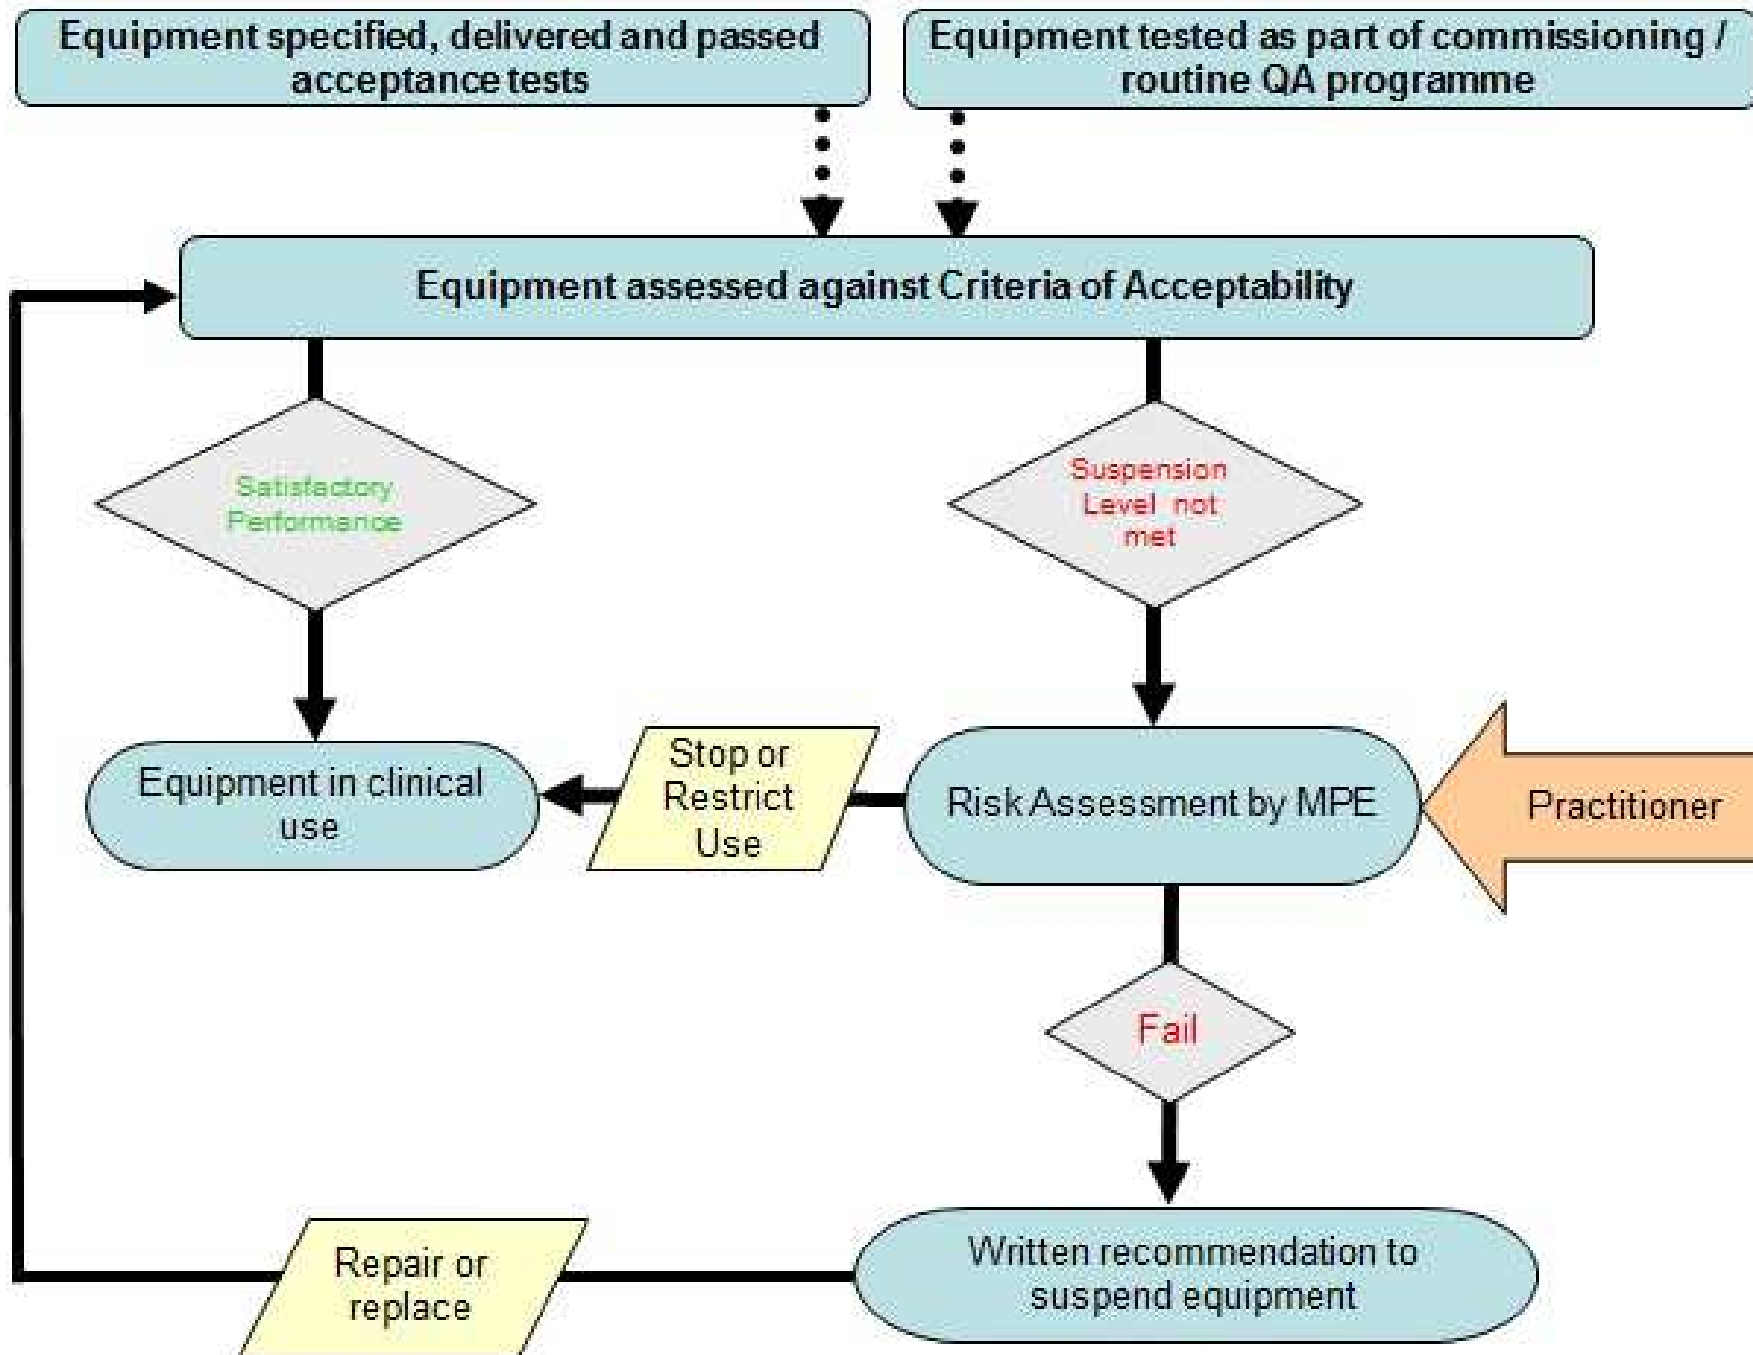 Equipment specified, delivered and passed
acceptance tests
Equipment tested as part of commissioning /
routine QA programme
Equipment assessed against Criteria of Acceptability
Satisfactory
Performance
Suspension
Level not
met
Equipment in clinical
use
Stop or
Restrict
Use
Risk Assessment by MPE
Practitioner
Fail
Written recommendation to
suspend equipment
Repair or
replace